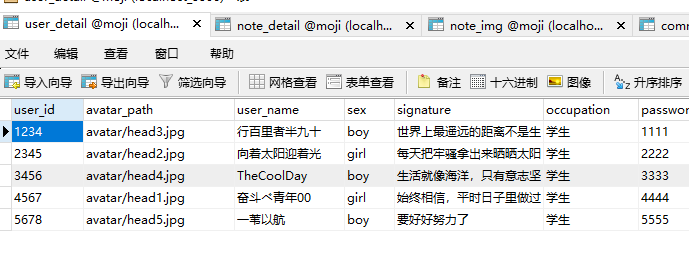 user_detail @moji (localho... note_detail @moji (localh... note_img @moji (localho... com
文件 编辑 查看 窗口 帮助
导入向导 导出向导 筛选向导 网格查看 表单查看 备注 十六进制 图像 升序排序
user_id avatar_path user_name sex signature occupation passwor
1234 avatar/head3.jpg 行百里者半九十 boy 世界上最遥远的距离不是生 学生 1111
2345 avatar/head2.jpg 向着太阳迎着光 girl 每天把牢骚拿出来晒晒太阳 学生 2222
3456 avatar/head4.jpg TheCoolDay boy 生活就像海洋，只有意志坚 学生 3333
4567 avatar/head1.jpg 奋斗ベ青年00 girl 始终相信，平时日子里做过 学生 4444
5678 avatar/head5.jpg 一苇以航 boy 要好好努力了 学生 5555